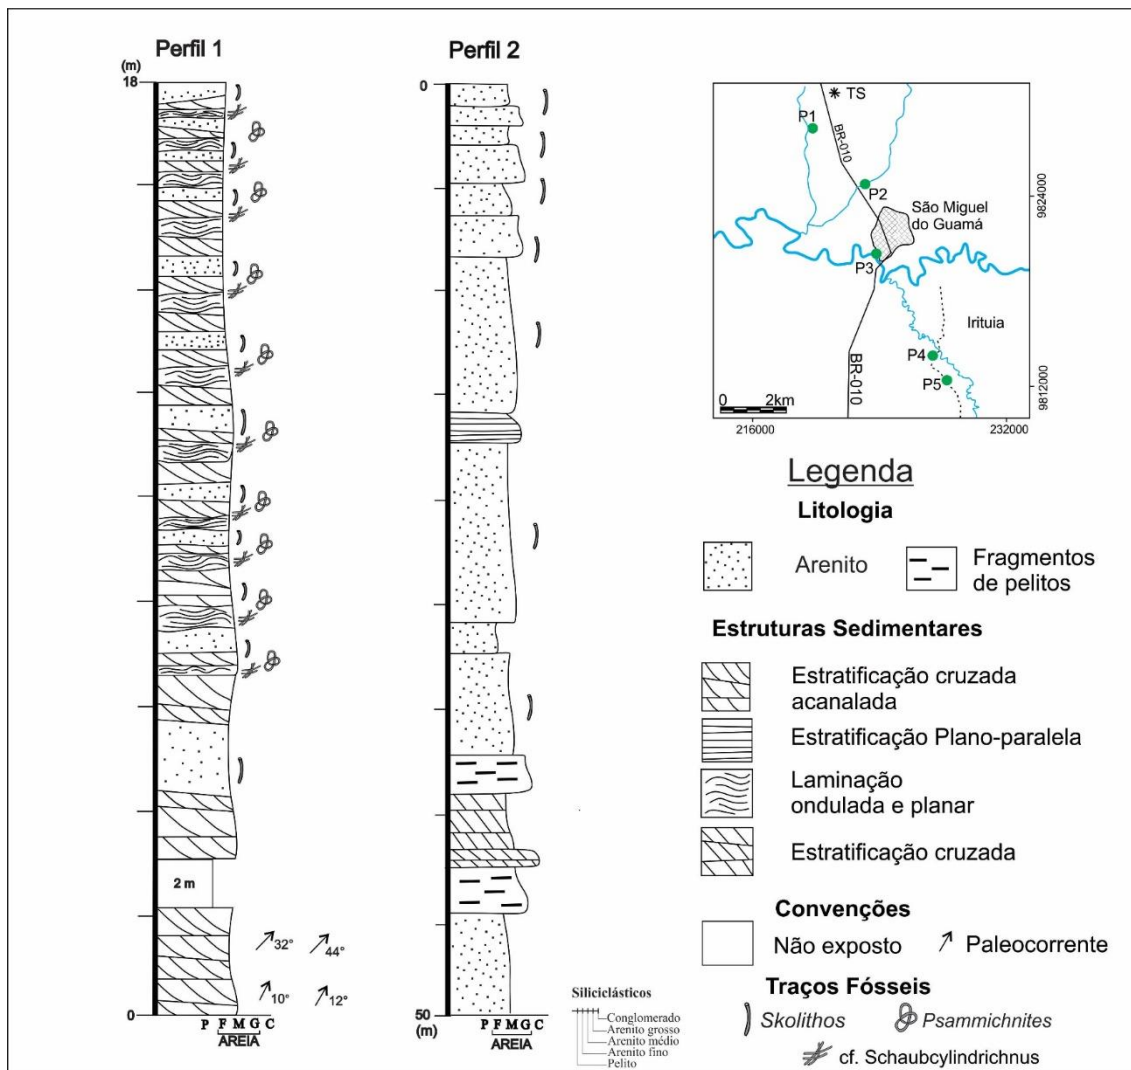 Perfil 1
(m)
18
2 m
32°
44°
10°
12°
0
P F M G C
AREIA
Perfil 2
0
50
(m)
P F M G C
AREIA
Siliciclásticos
Conglomerado
Arenito grosso
Arenito médio
Arenito fino
Pelito
TS
P1
BR-010
P2
São Miguel
do Guamá
P3
Irituia
P4
P5
BR-010
0 2km
216000
232000
9824000
9812000
Legenda
Litologia
Arenito
Fragmentos
de pelitos
Estruturas Sedimentares
Estratificação cruzada
acanalada
Estratificação Plano-paralela
Laminação
ondulada e planar
Estratificação cruzada
Convenções
Não exposto
Paleocorrente
Traços Fósseis
Skolithos
Psammichnites
cf. Schaubcylindrichnus